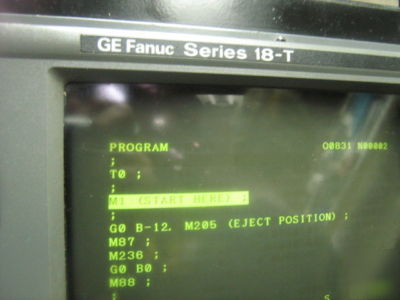 GE Fanuc Series 18-T
PROGRAM O0831 N00002
;
T0 ;
;
M1 (START HERE) ;
;
G0 B-12. M205 (EJECT POSITION) ;
M87 ;
M236 ;
G0 B0 ;
M88 ;
;
S